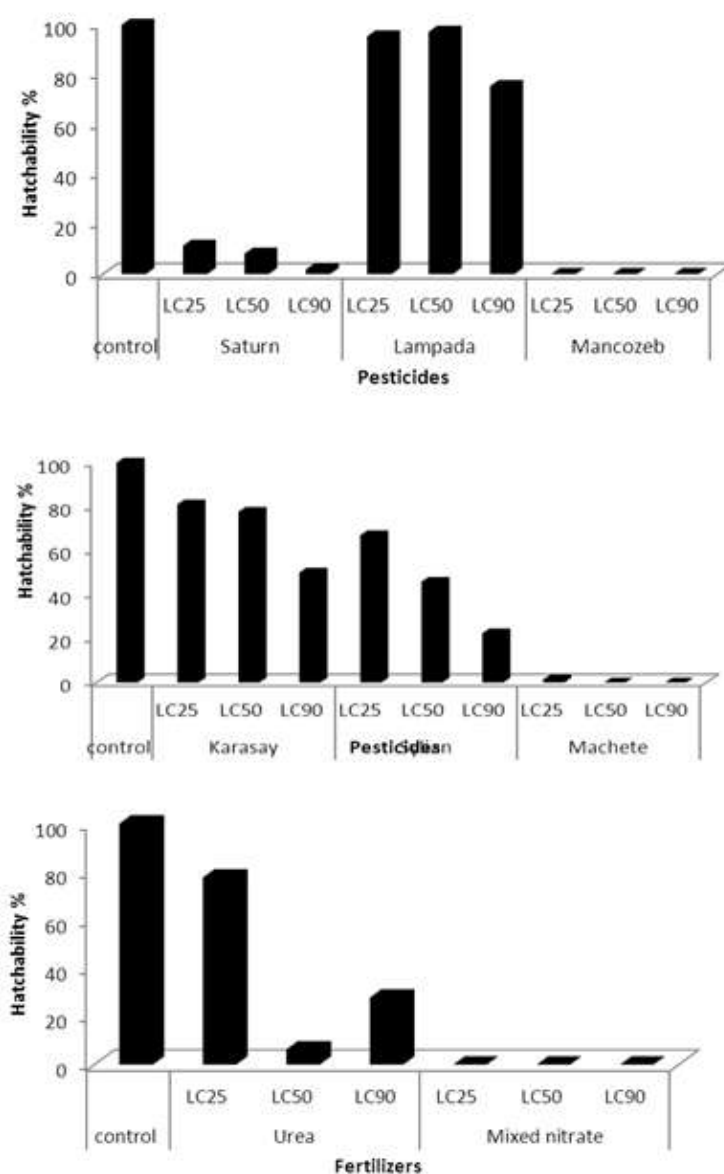 100
80
60
40
20
0
Hatchability %
LC25 LC50 LC90 LC25 LC50 LC90 LC25 LC50 LC90
control Saturn Lampada Mancozeb
Pesticides
100
80
60
40
20
0
Hatchability %
LC25 LC50 LC90 LC25 LC50 LC90 LC25 LC50 LC90
control Karasay Machete
Pesticides
100
80
60
40
20
0
Hatchability %
LC25 LC50 LC90 LC25 LC50 LC90
control Urea Mixed nitrate
Fertilizers